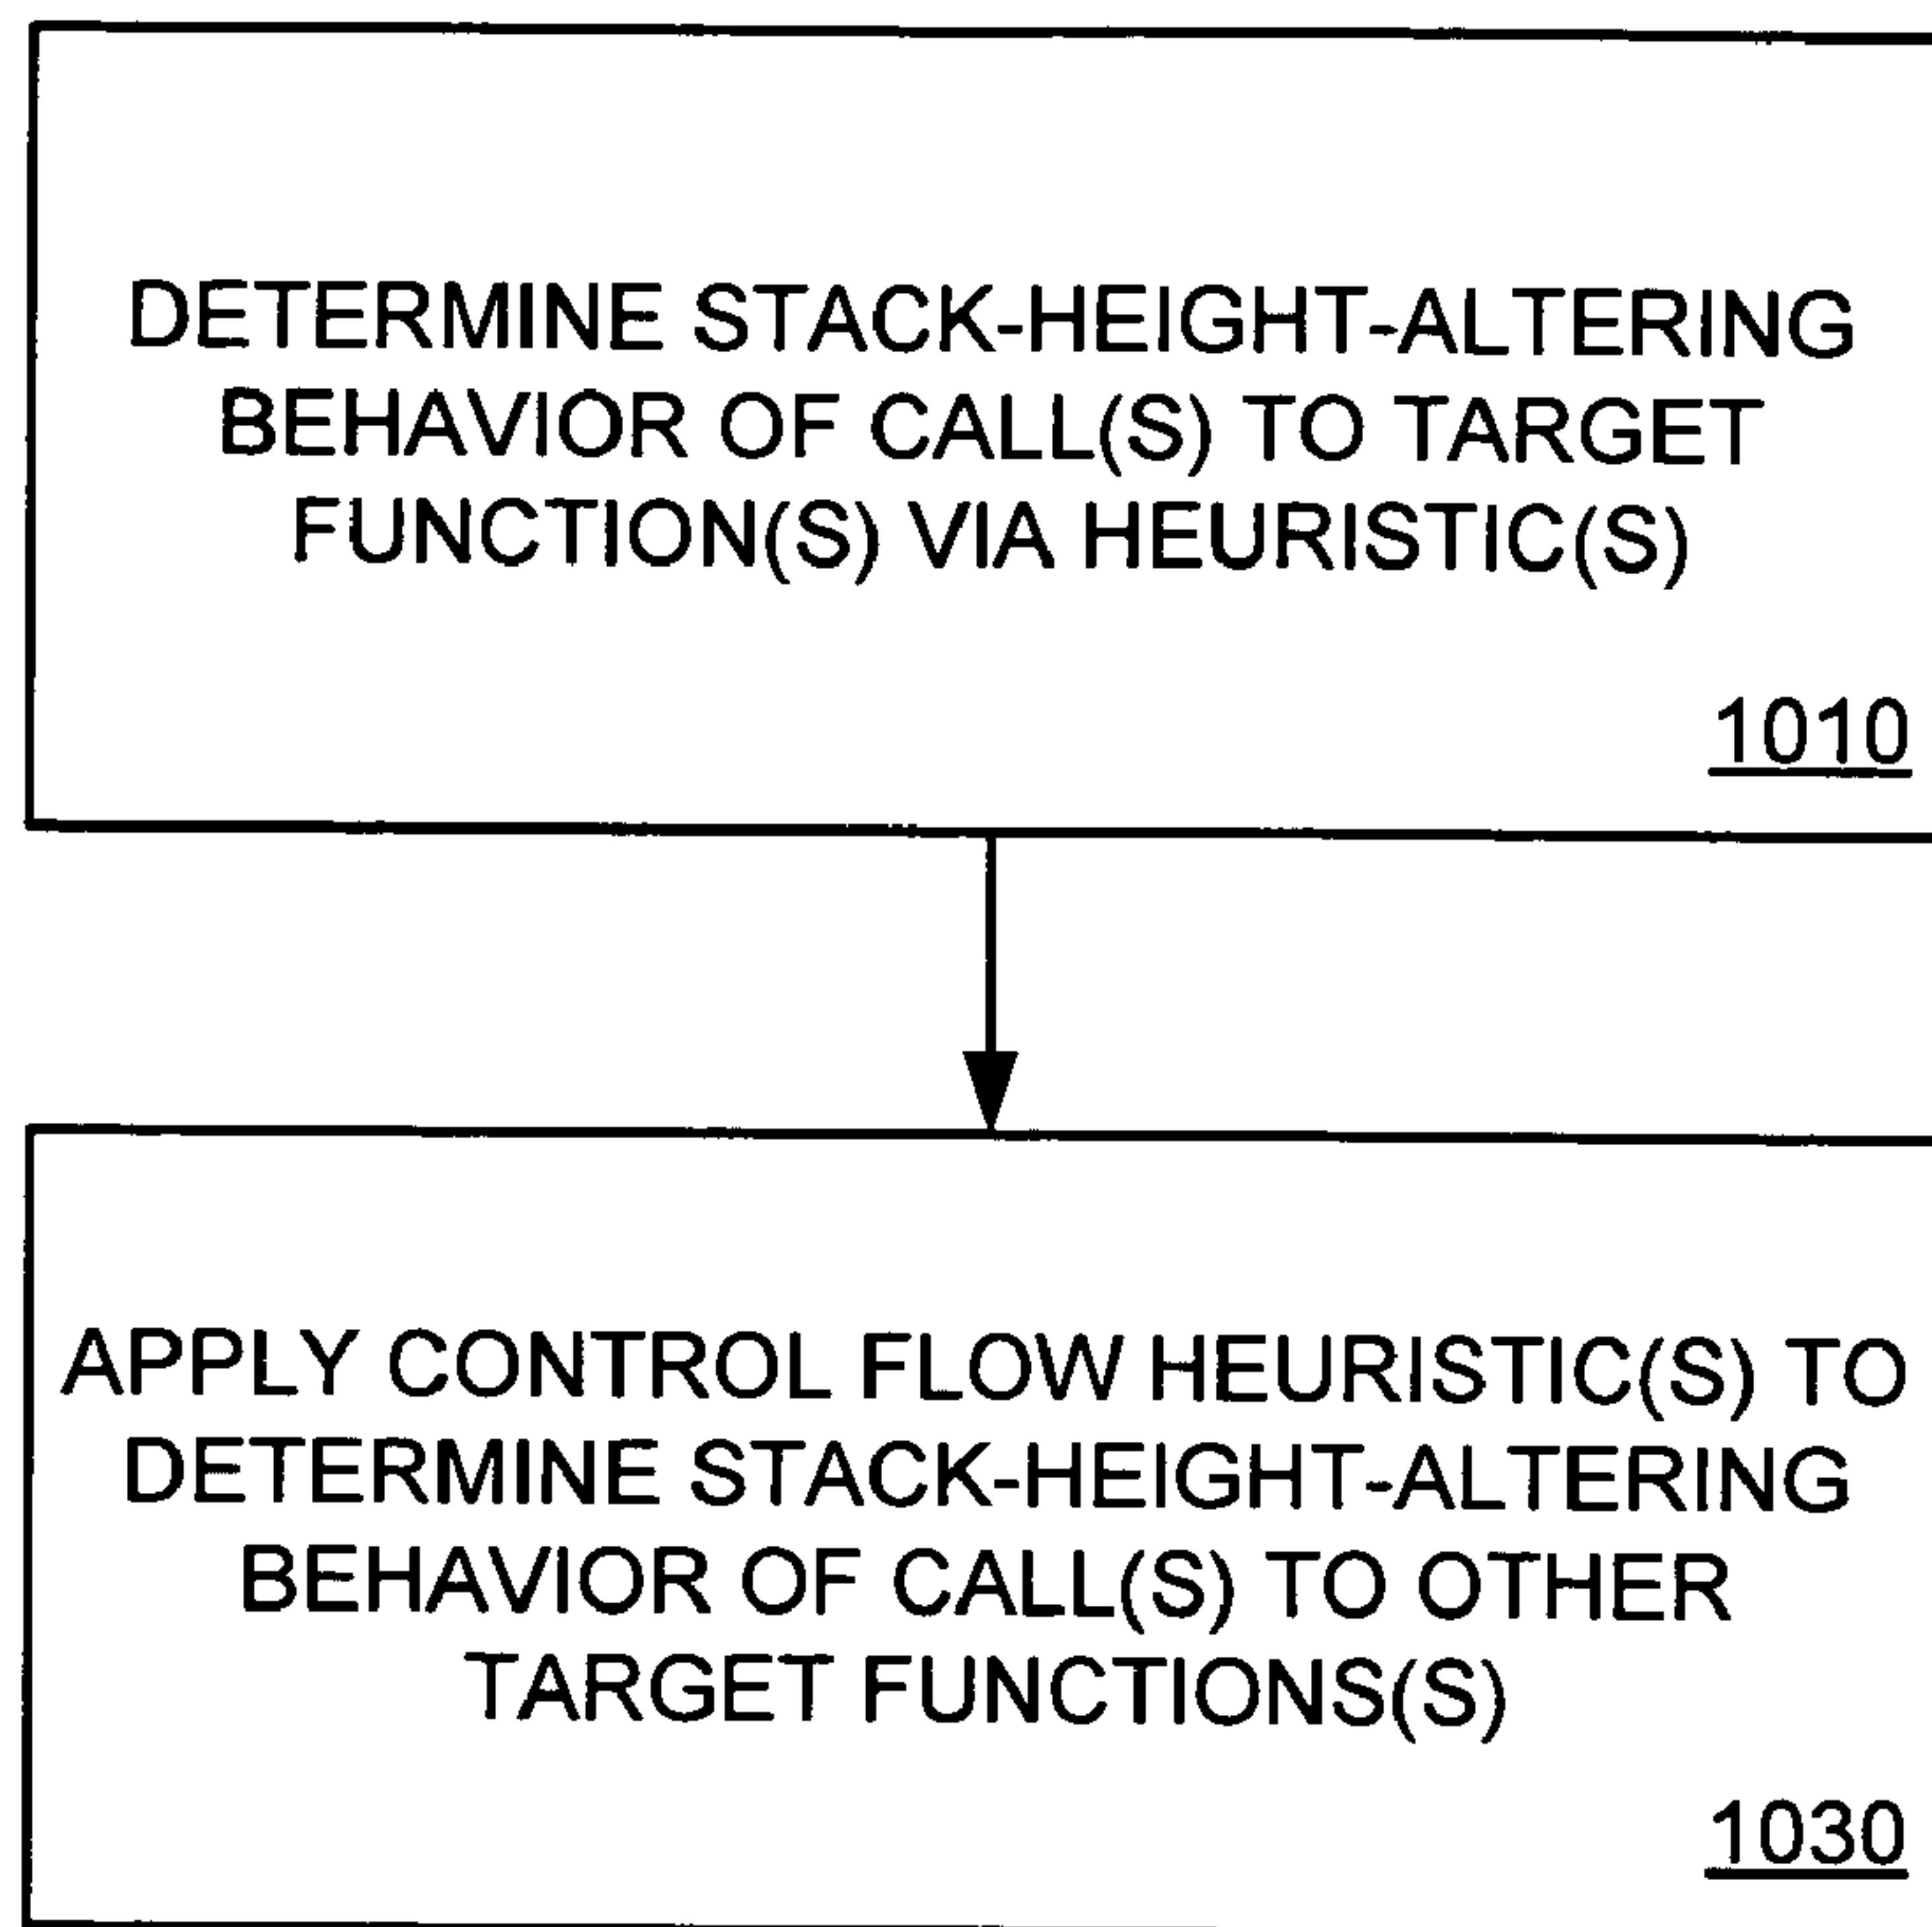 DETERMINE STACK-HEIGHT-ALTERING
BEHAVIOR OF CALL(S) TO TARGET
FUNCTION(S) VIA HEURISTIC(S)
1010
APPLY CONTROL FLOW HEURISTIC(S) TO
DETERMINE STACK-HEIGHT-ALTERING
BEHAVIOR OF CALL(S) TO OTHER
TARGET FUNCTIONS(S)
1030